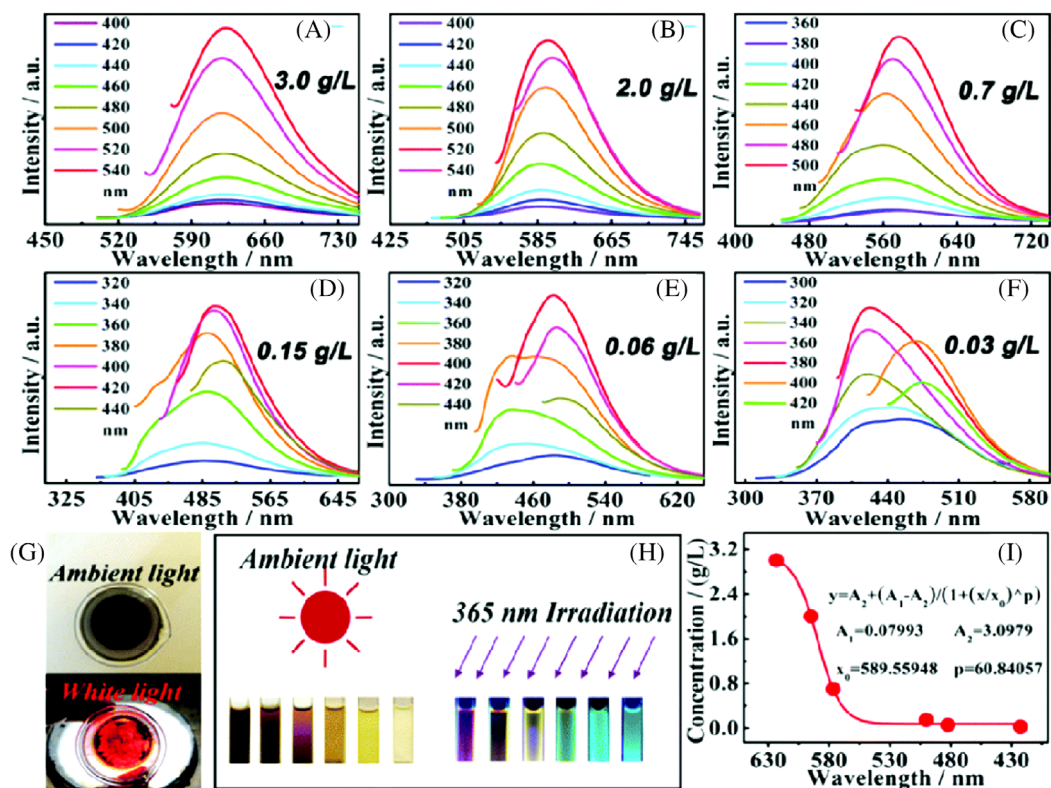 (A)
400
420
440
460
480
500
520
540
nm
3.0 g/L
Intensity / a.u.
450 520 590 660 730
Wavelength / nm
(B)
400
420
440
460
480
500
520
540
nm
2.0 g/L
Intensity / a.u.
425 505 585 665 745
Wavelength / nm
(C)
360
380
400
420
440
460
480
500
nm
0.7 g/L
Intensity / a.u.
400 480 560 640 720
Wavelength / nm
(D)
320
340
360
380
400
420
440
nm
0.15 g/L
Intensity / a.u.
325 405 485 565 645
Wavelength / nm
(E)
320
340
360
380
400
420
440
nm
0.06 g/L
Intensity / a.u.
300 380 460 540 620
Wavelength / nm
(F)
300
320
340
360
380
400
420
nm
0.03 g/L
Intensity / a.u.
300 370 440 510 580
Wavelength / nm
(G)
Ambient light
White light
(H)
Ambient light
365 nm Irradiation
(I)
Concentration / (g/L)
3.2
2.4
1.6
0.8
0.0
y=A2+(A1-A2)/(1+(x/x0)^p)
A1=0.07993 A2=3.0979
x0=589.55948 p=60.84057
630 580 530 480 430
Wavelength / nm